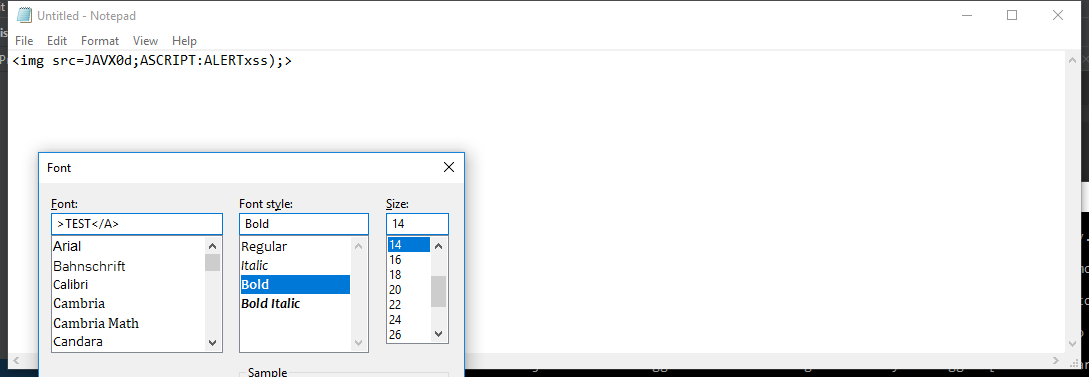 Untitled - Notepad
File Edit Format View Help
<img src=JAVX0d;ASCRIPT:ALERTxss);>
Font
Font: Font style: Size:
>TEST</A> Bold 14
Arial Regular 14
Bahnschrift Italic 16
Calibri Bold 18
Cambria Bold Italic 20
Cambria Math 22
Candara 24
26
Sample